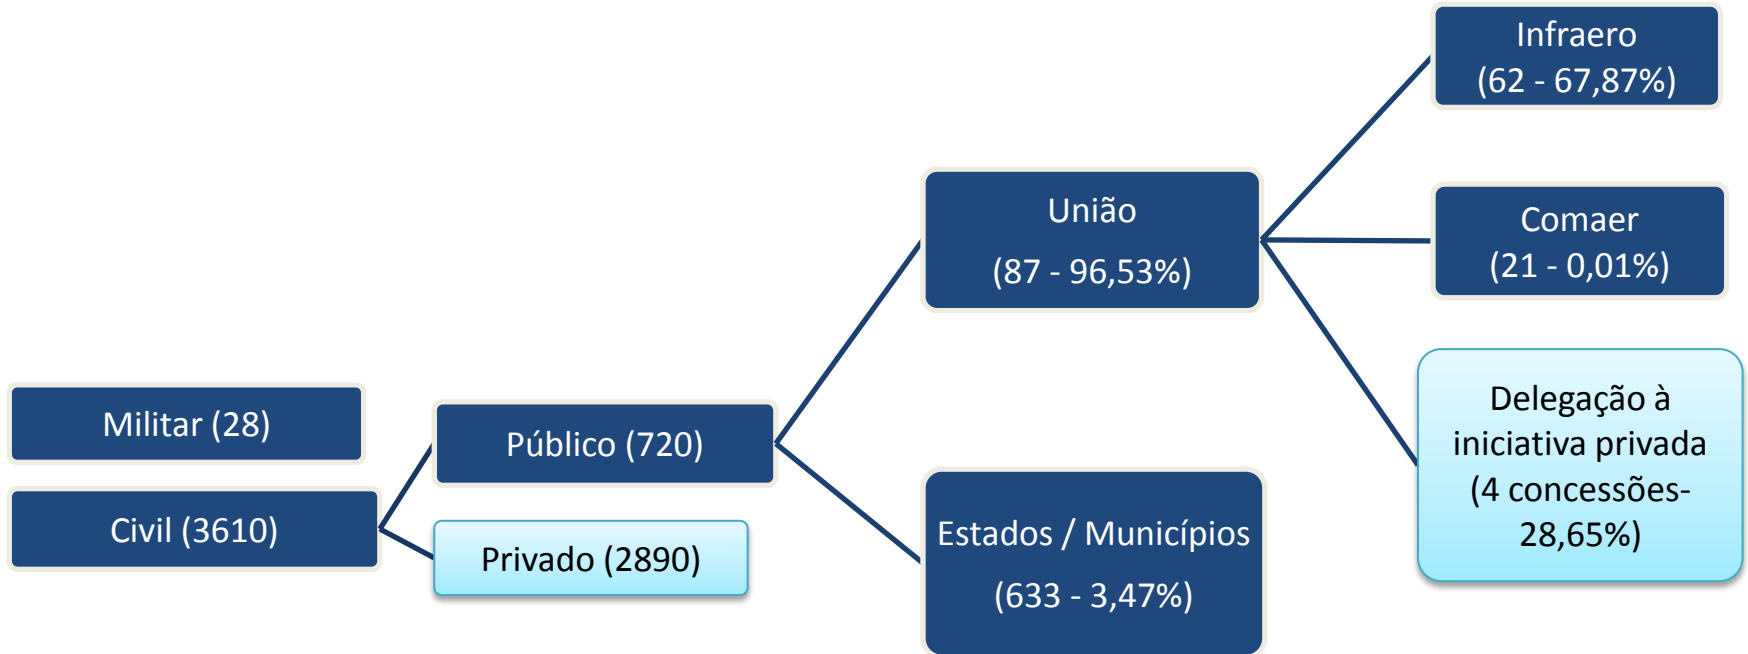 Militar (28)
Civil (3610)
Público (720)
Privado (2890)
União
(87 - 96,53%)
Estados / Municípios
(633 - 3,47%)
Infraero
(62 - 67,87%)
Comaer
(21 - 0,01%)
Delegação à
iniciativa privada
(4 concessões-
28,65%)